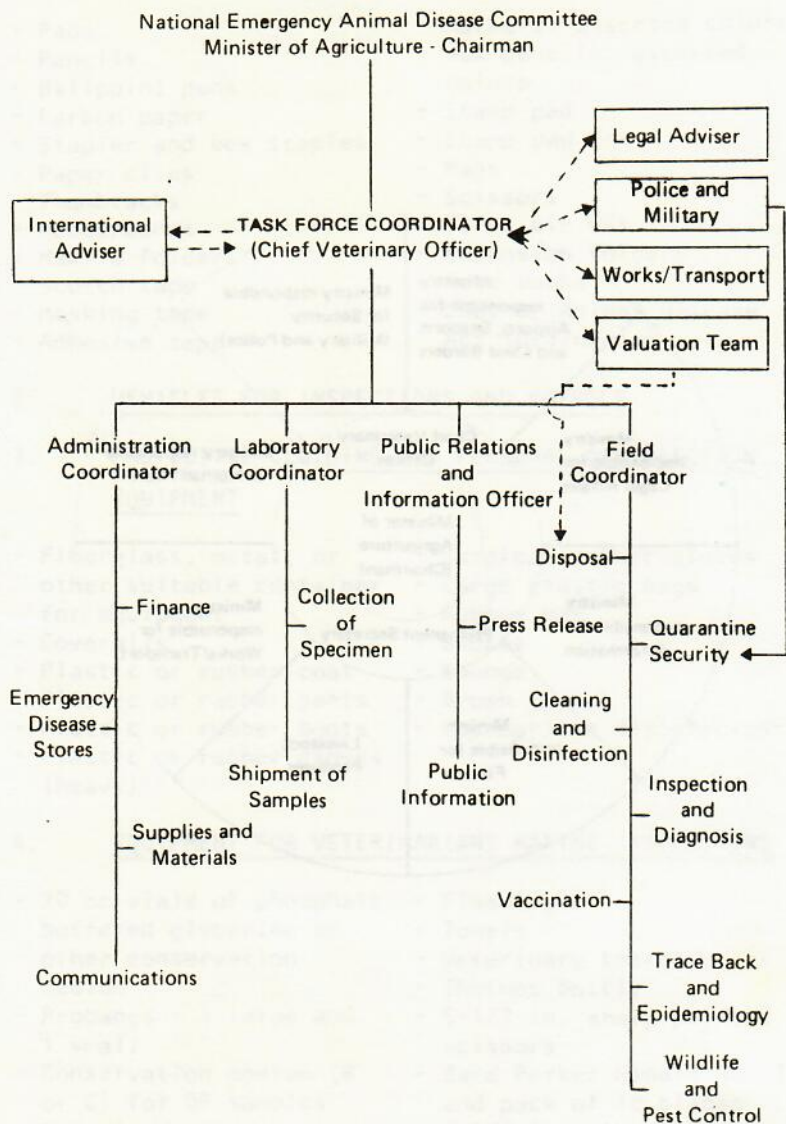 National Emergency Animal Disease Committee
Minister of Agriculture - Chairman
Legal Adviser
Police and
Military
International
Adviser
TASK FORCE COORDINATOR
(Chief Veterinary Officer)
Works/Transport
Valuation Team
Administration
Coordinator
Laboratory
Coordinator
Public Relations
and
Information Officer
Field
Coordinator
Disposal
Finance
Collection
of
Specimen
Press Release
Quarantine
Security
Emergency
Disease
Stores
Cleaning
and
Disinfection
Shipment of
Samples
Public
Information
Inspection
and
Diagnosis
Supplies and
Materials
Vaccination
Communications
Trace Back
and
Epidemiology
Wildlife
and
Pest Control